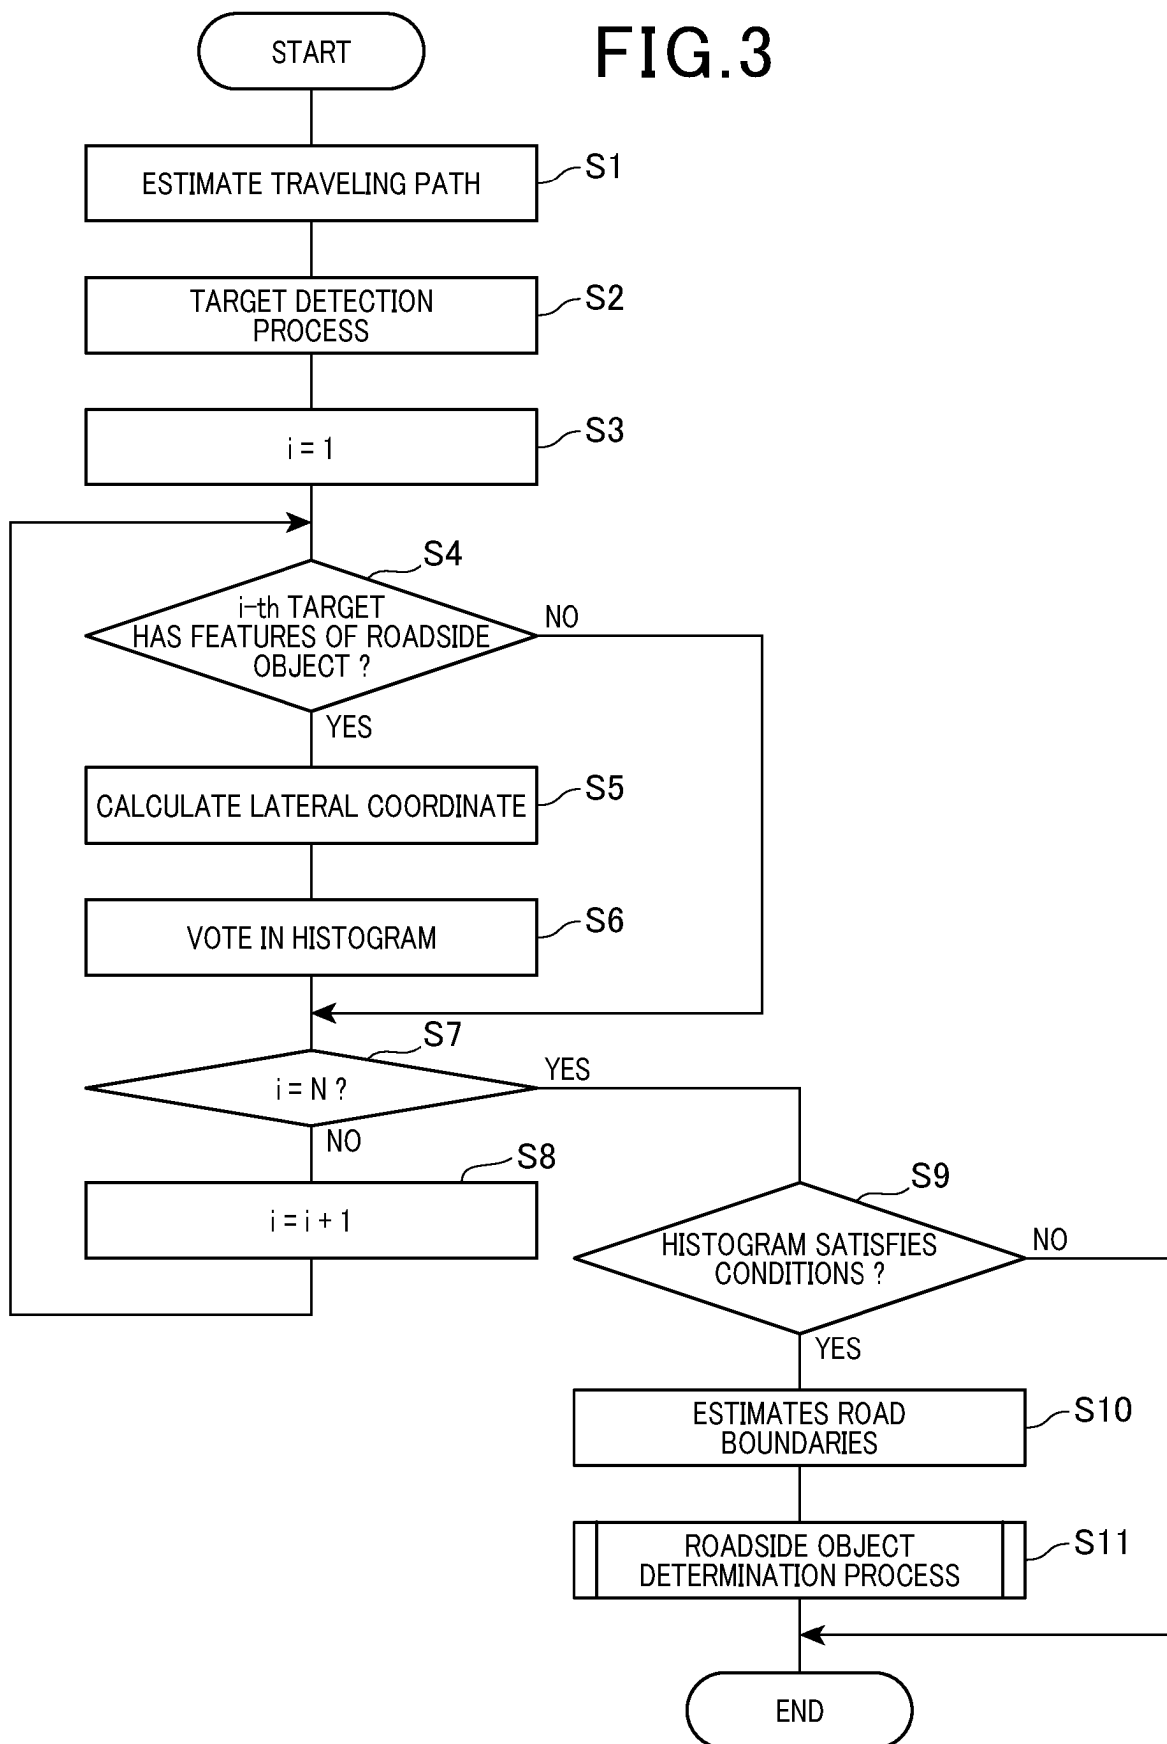 START
FIG.3
ESTIMATE TRAVELING PATH
S1
TARGET DETECTION
PROCESS
S2
i = 1
S3
S4
i-th TARGET
HAS FEATURES OF ROADSIDE
OBJECT ?
NO
YES
CALCULATE LATERAL COORDINATE
S5
VOTE IN HISTOGRAM
S6
S7
i = N ?
YES
NO
S8
i = i + 1
S9
HISTOGRAM SATISFIES
CONDITIONS ?
NO
YES
ESTIMATES ROAD
BOUNDARIES
S10
ROADSIDE OBJECT
DETERMINATION PROCESS
S11
END